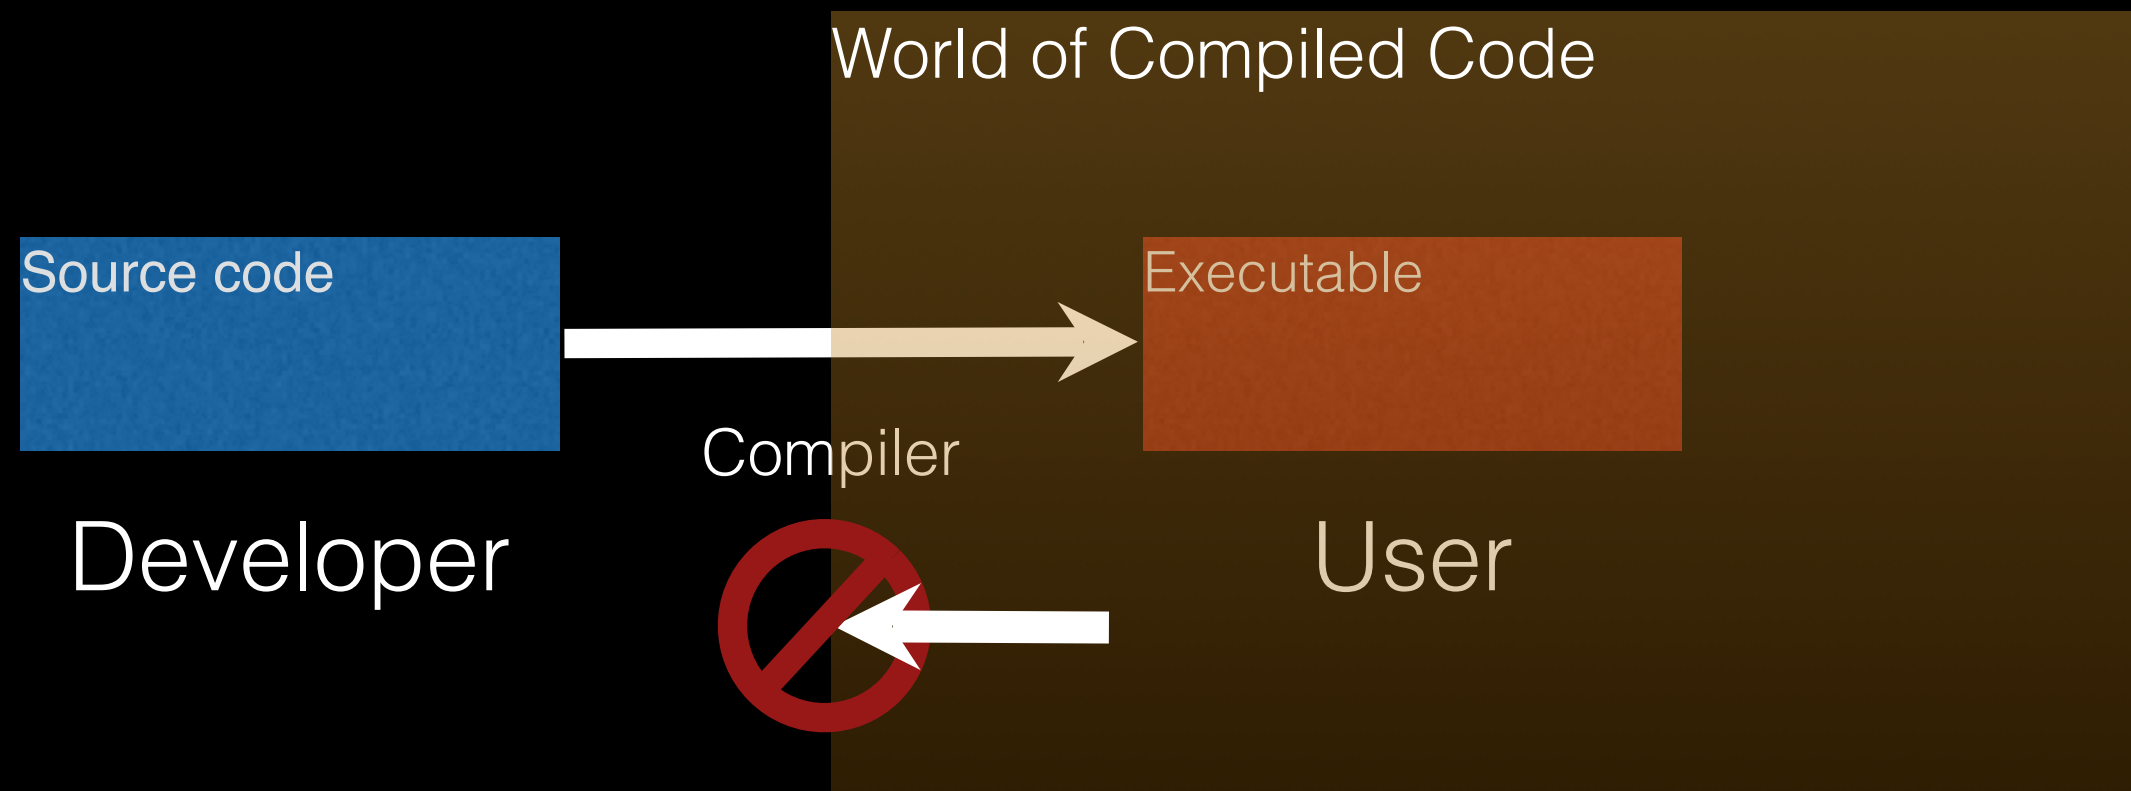 World of Compiled Code
Source code
Executable
Compiler
Developer
User